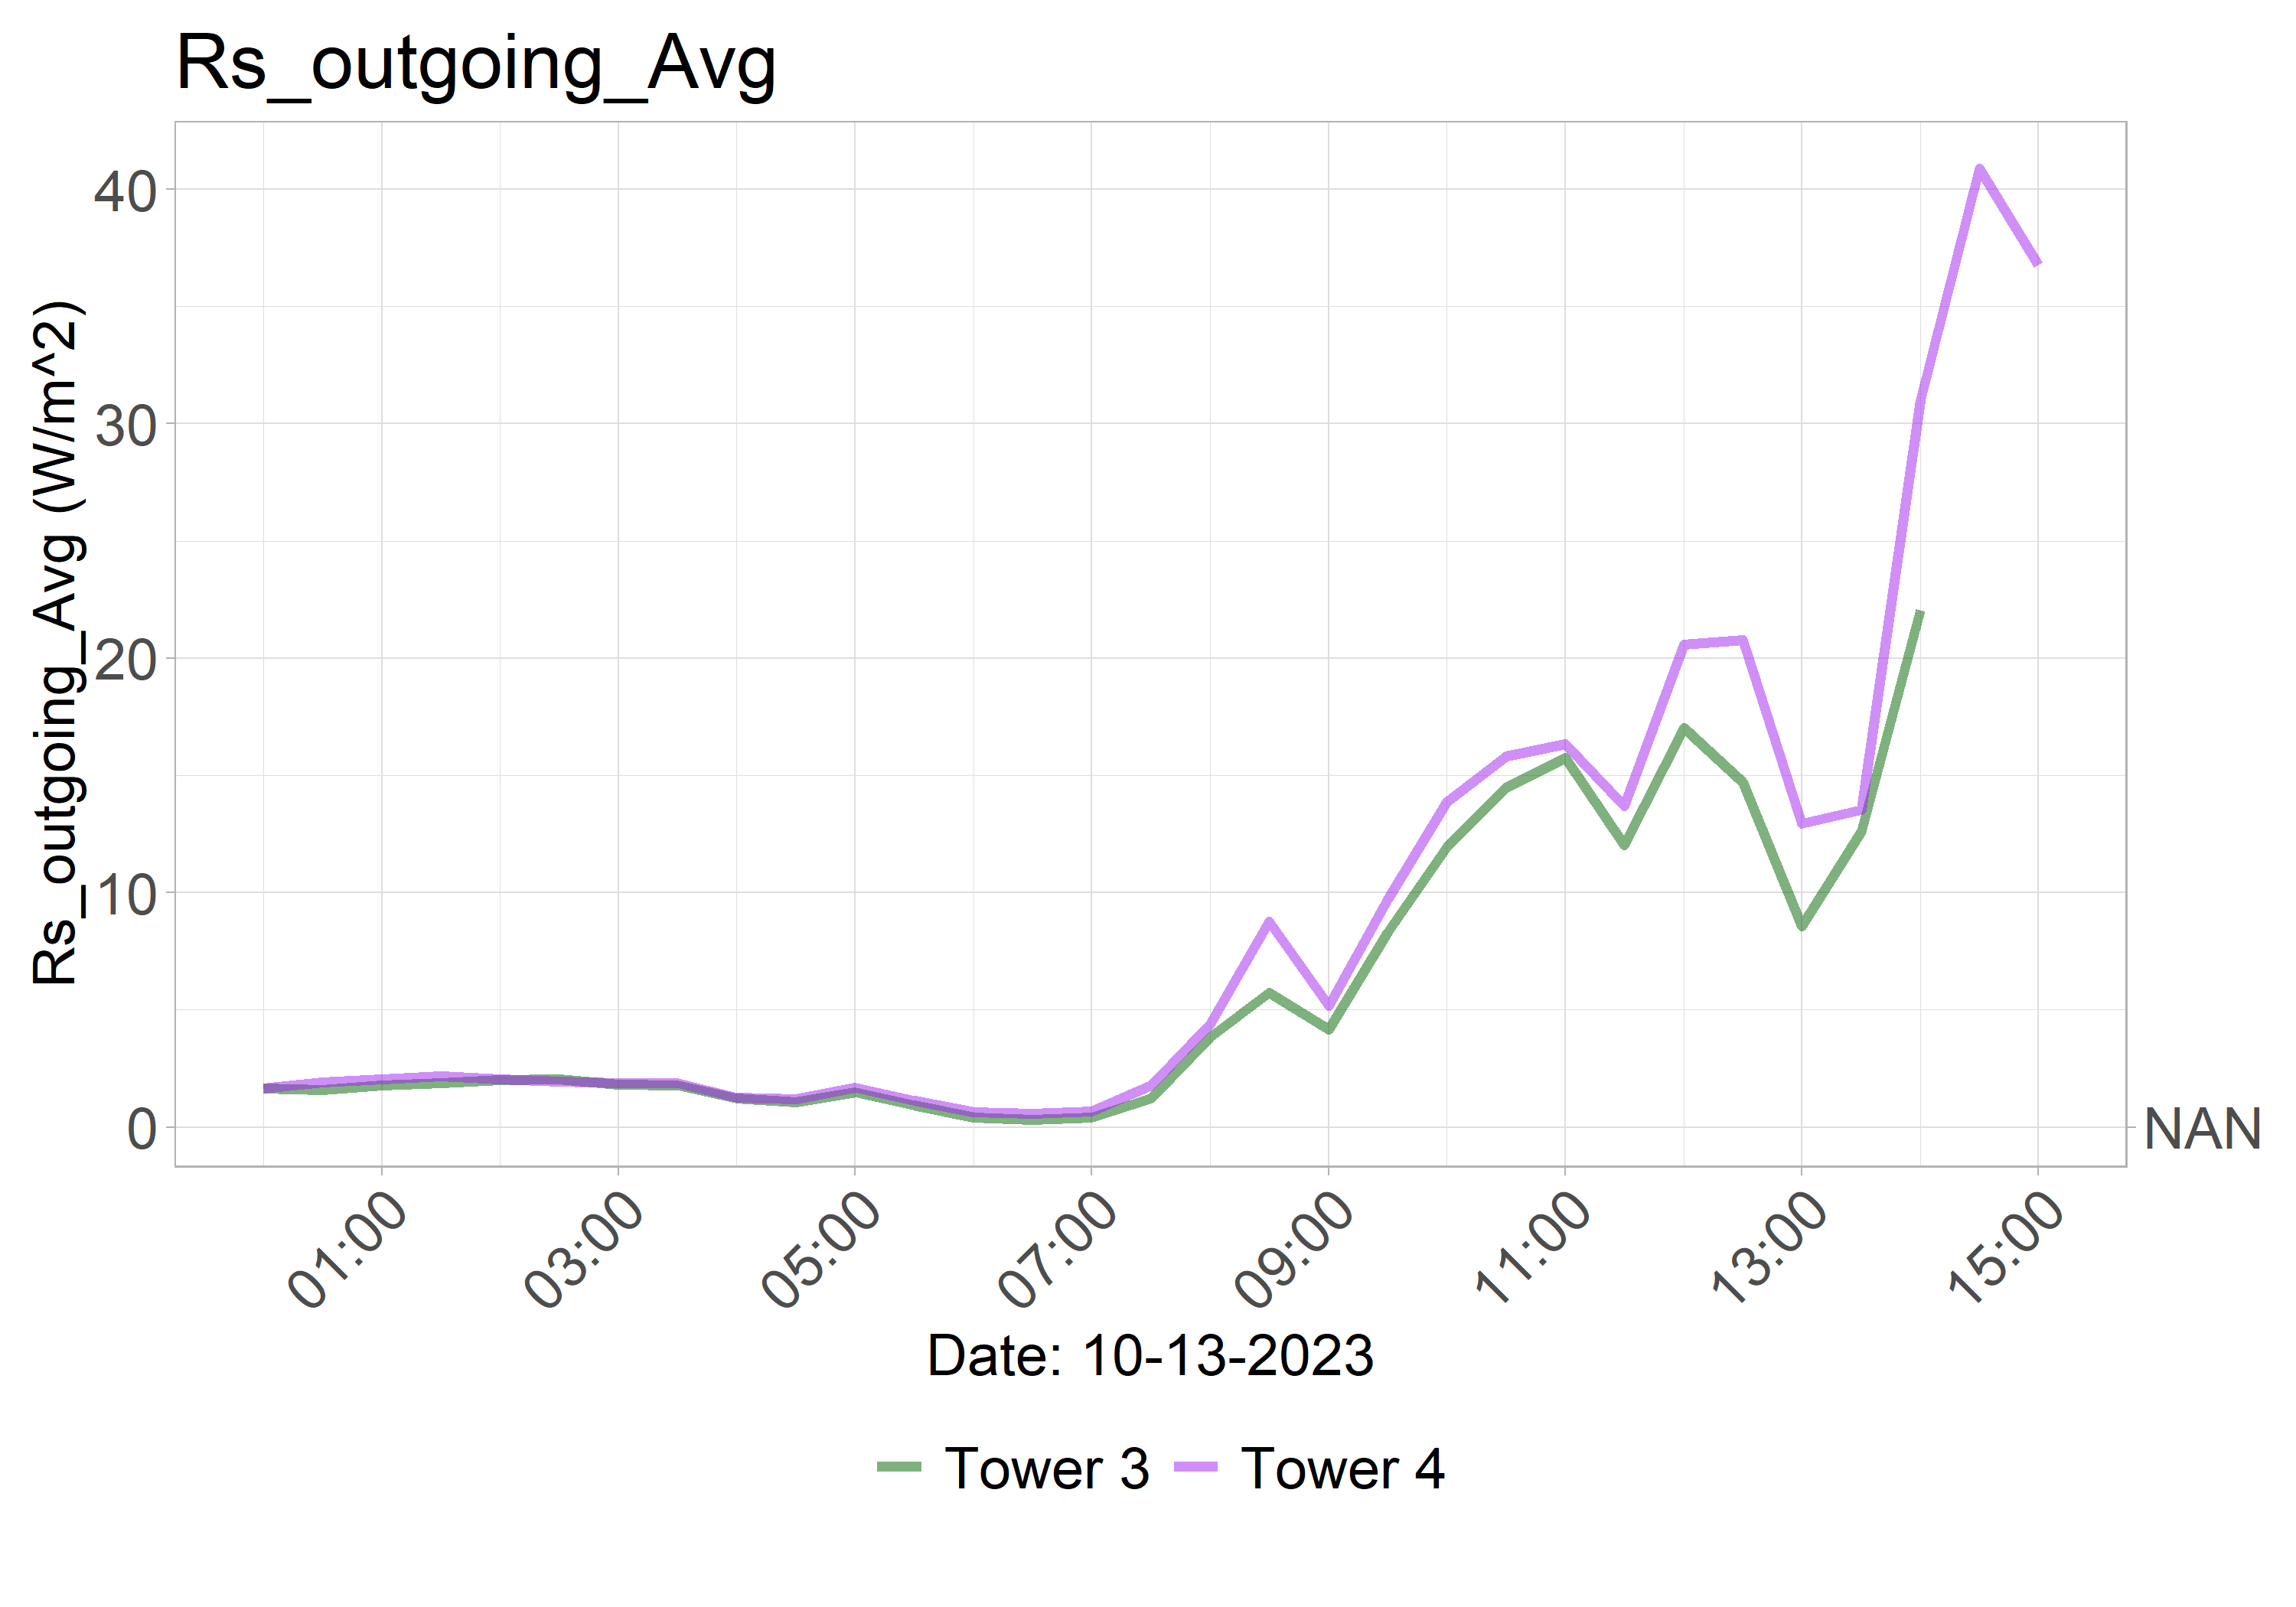 Rs_outgoing_Avg
Rs_outgoing_Avg (W/m^2)
40
30
20
10
0
NAN
01:00
03:00
05:00
07:00
09:00
11:00
13:00
15:00
Date: 10-13-2023
Tower 3
Tower 4